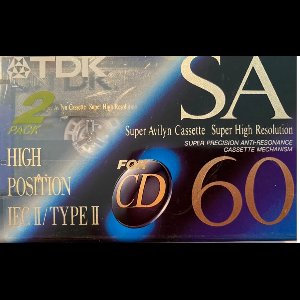 TDK
SA
2
PACK
Super Avilyn Cassette Super High Resolution
SUPER PRECISION ANTI-RESONANCE
CASSETTE MECHANISM
HIGH
POSITION
IEC II/TYPE II
FOR
CD
60